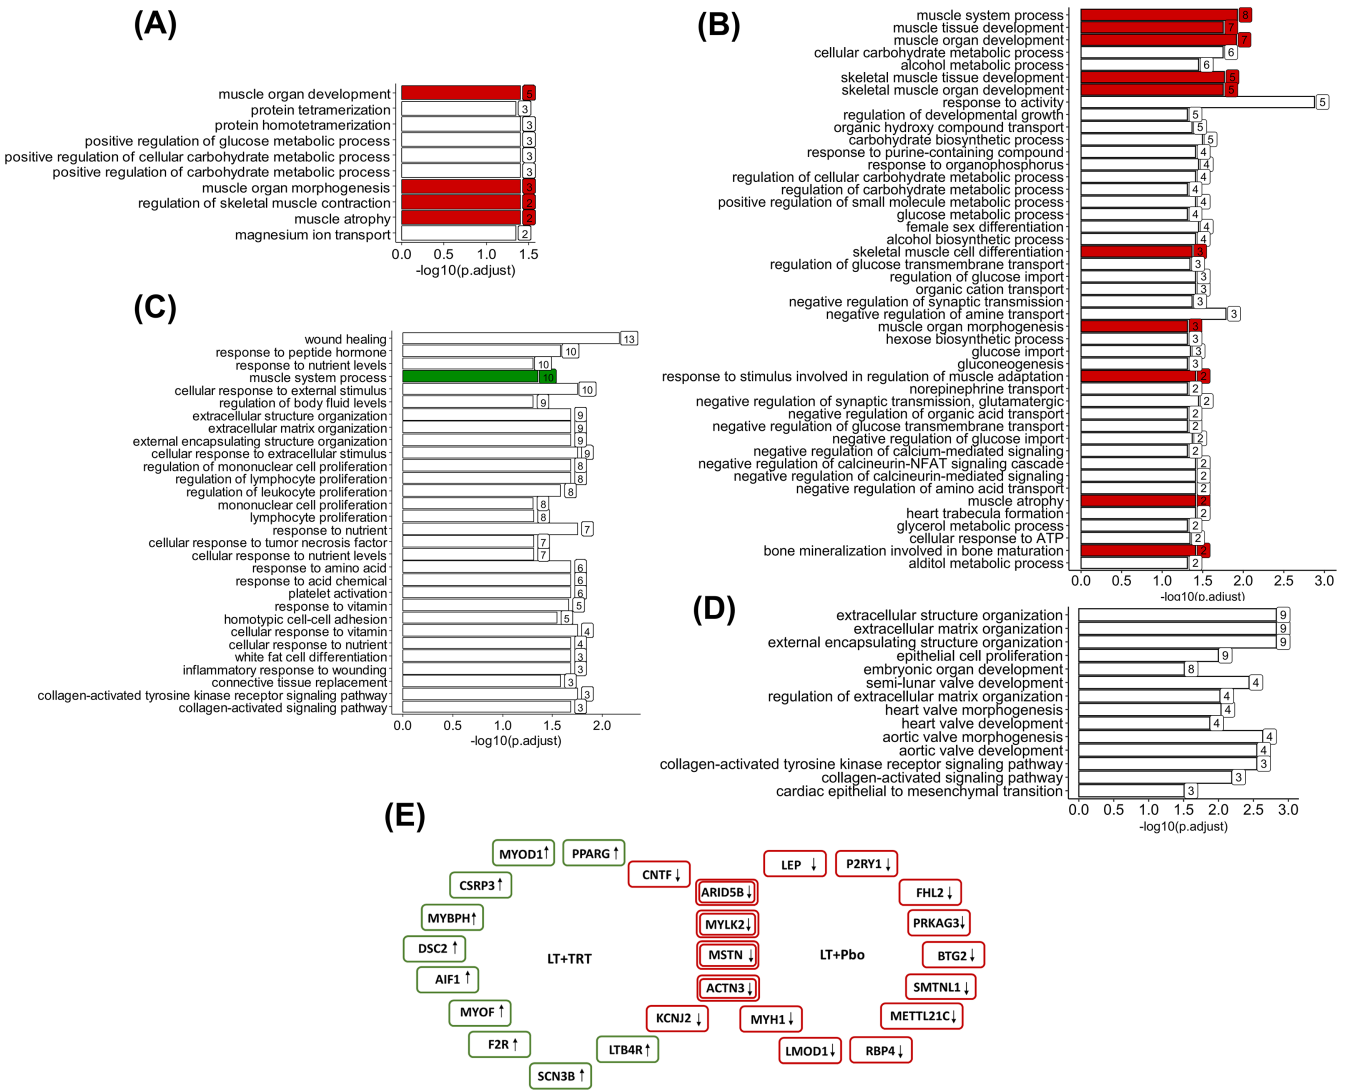 (A)
muscle organ development 5
protein tetramerization 3
protein homotetramerization 3
positive regulation of glucose metabolic process 3
positive regulation of cellular carbohydrate metabolic process 3
positive regulation of carbohydrate metabolic process 3
muscle organ morphogenesis 3
regulation of skeletal muscle contraction 2
muscle atrophy 2
magnesium ion transport 2
0.0 0.5 1.0 1.5
-log10(p.adjust)
(B)
muscle system process 8
muscle tissue development 7
muscle organ development 7
cellular carbohydrate metabolic process 6
alcohol metabolic process 6
skeletal muscle tissue development 5
skeletal muscle organ development 5
response to activity 5
regulation of developmental growth 5
organic hydroxy compound transport 5
carbohydrate biosynthetic process 5
response to purine-containing compound 4
response to organophosphorus 4
regulation of cellular carbohydrate metabolic process 4
regulation of carbohydrate metabolic process 4
positive regulation of small molecule metabolic process 4
glucose metabolic process 4
female sex differentiation 4
alcohol biosynthetic process 4
skeletal muscle cell differentiation 3
regulation of glucose transmembrane transport 3
regulation of glucose import 3
organic cation transport 3
negative regulation of synaptic transmission 3
negative regulation of amine transport 3
muscle organ morphogenesis 3
hexose biosynthetic process 3
glucose import 3
gluconeogenesis 3
response to stimulus involved in regulation of muscle adaptation 2
norepinephrine transport 2
negative regulation of synaptic transmission, glutamatergic 2
negative regulation of organic acid transport 2
negative regulation of glucose transmembrane transport 2
negative regulation of glucose import 2
negative regulation of calcium-mediated signaling 2
negative regulation of calcineurin-NFAT signaling cascade 2
negative regulation of calcineurin-mediated signaling 2
negative regulation of amino acid transport 2
muscle atrophy 2
heart trabecula formation 2
glycerol metabolic process 2
cellular response to ATP 2
bone mineralization involved in bone maturation 2
alditol metabolic process 2
0.0 0.5 1.0 1.5 2.0 2.5 3.0
-log10(p.adjust)
(C)
wound healing 13
response to peptide hormone 10
response to nutrient levels 10
muscle system process 10
cellular response to external stimulus 10
regulation of body fluid levels 9
extracellular structure organization 9
extracellular matrix organization 9
external encapsulating structure organization 9
cellular response to extracellular stimulus 9
regulation of mononuclear cell proliferation 8
regulation of lymphocyte proliferation 8
regulation of leukocyte proliferation 8
mononuclear cell proliferation 8
lymphocyte proliferation 8
response to nutrient 7
cellular response to tumor necrosis factor 7
cellular response to nutrient levels 7
response to amino acid 6
response to acid chemical 6
platelet activation 6
response to vitamin 5
homotypic cell-cell adhesion 5
cellular response to vitamin 4
cellular response to nutrient 4
white fat cell differentiation 3
inflammatory response to wounding 3
connective tissue replacement 3
collagen-activated tyrosine kinase receptor signaling pathway 3
collagen-activated signaling pathway 3
0.0 0.5 1.0 1.5 2.0
-log10(p.adjust)
(D)
extracellular structure organization 9
extracellular matrix organization 9
external encapsulating structure organization 9
epithelial cell proliferation 9
embryonic organ development 8
semi-lunar valve development 4
regulation of extracellular matrix organization 4
heart valve morphogenesis 4
heart valve development 4
aortic valve morphogenesis 4
aortic valve development 4
collagen-activated tyrosine kinase receptor signaling pathway 3
collagen-activated signaling pathway 3
cardiac epithelial to mesenchymal transition 3
0.0 0.5 1.0 1.5 2.0 2.5 3.0
-log10(p.adjust)
(E)
MYOD1↑ PPARG↑ CNTF↓
CSRP3↑
MYBPH↑
DSC2↑
AIF1↑
MYOF↑
F2R↑
SCN3B↑
LTB4R↑
KCNJ2↓
LT+TRT
ARID5B↓
MYLK2↓
MSTN↓
ACTN3↓
LT+Pbo
LEP↓ P2RY1↓
FHL2↓
PRKAG3↓
BTG2↓
SMTNL1↓
METTL21C↓
RBP4↓
LMOD1↓
MYH1↓